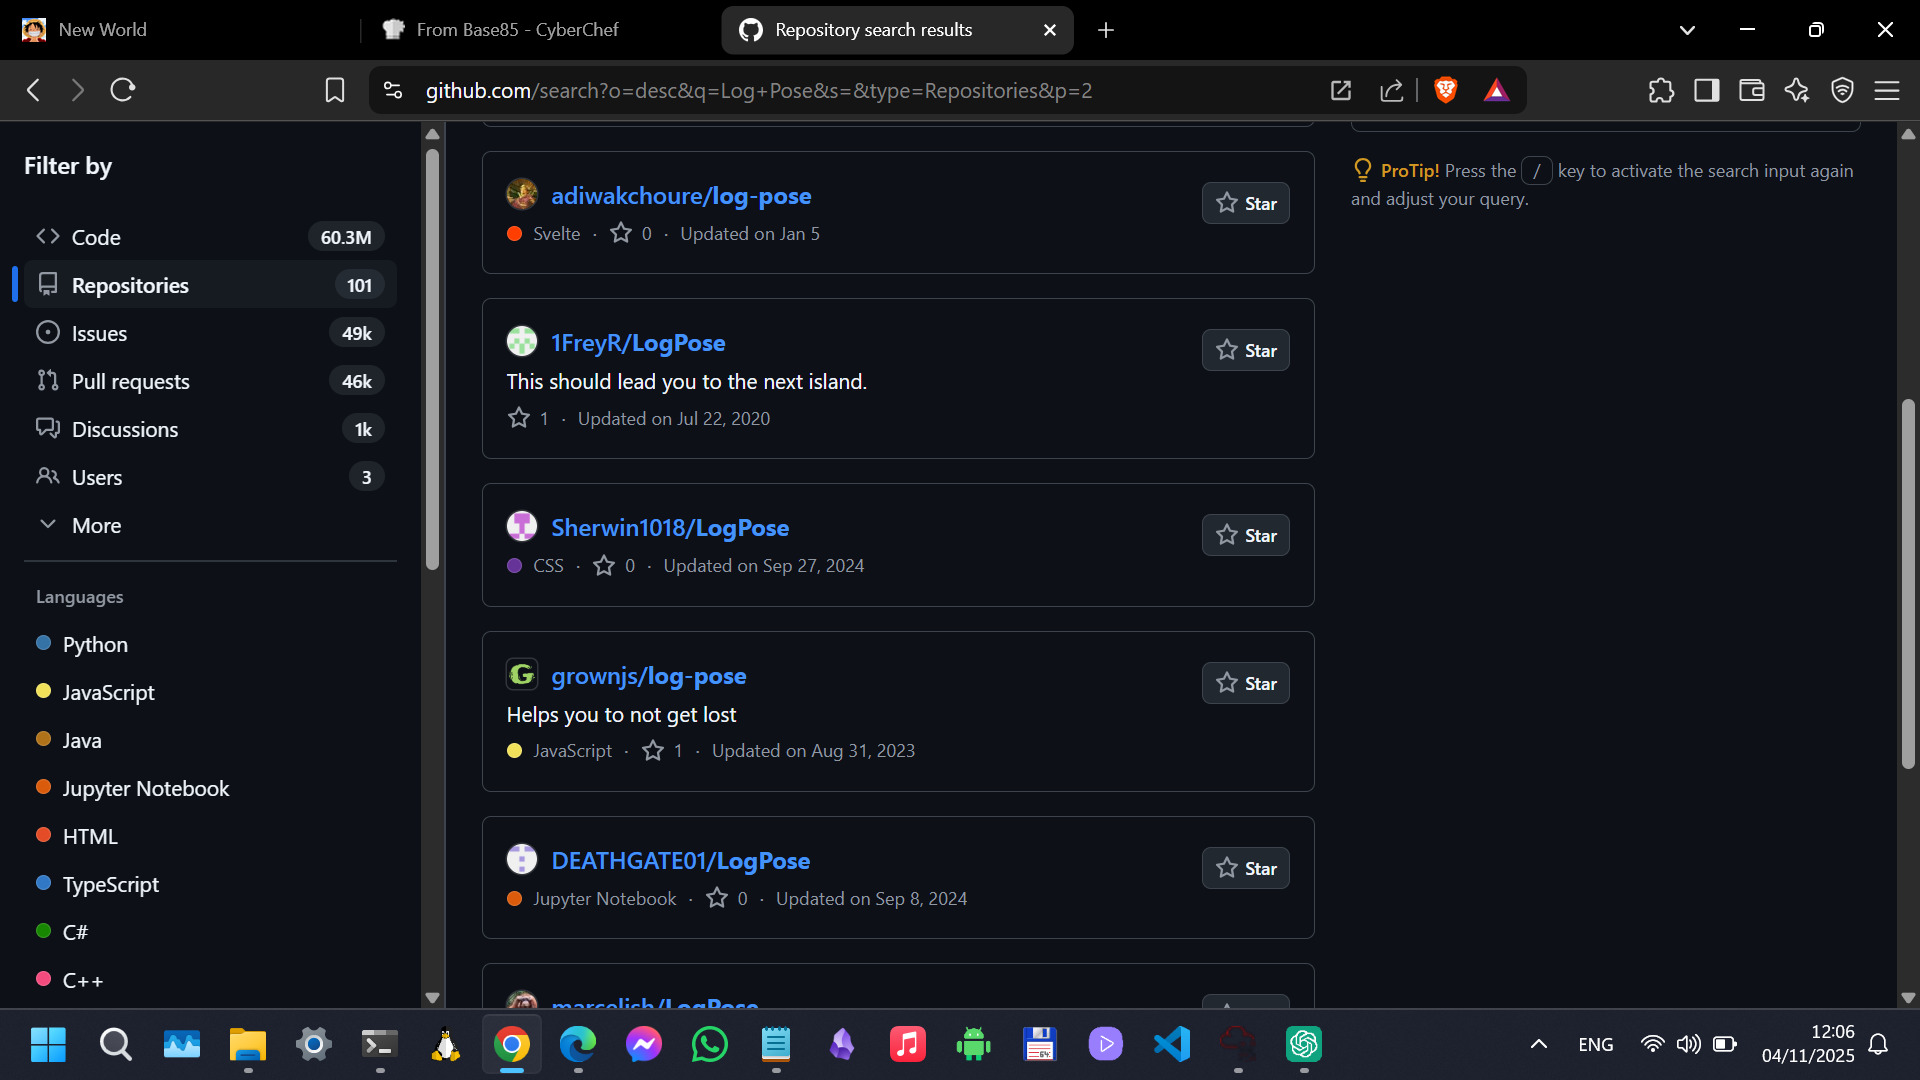 New World
From Base85 - CyberChef
Repository search results
github.com/search?o=desc&q=Log+Pose&s=&type=Repositories&p=2
Filter by
Code 60.3M
Repositories 101
Issues 49k
Pull requests 46k
Discussions 1k
Users 3
More
Languages
Python
JavaScript
Java
Jupyter Notebook
HTML
TypeScript
C#
C++
adiwakchoure/log-pose
Star
Svelte · 0 · Updated on Jan 5
1FreyR/LogPose
Star
This should lead you to the next island.
1 · Updated on Jul 22, 2020
Sherwin1018/LogPose
Star
CSS · 0 · Updated on Sep 27, 2024
grownjs/log-pose
Star
Helps you to not get lost
JavaScript · 1 · Updated on Aug 31, 2023
DEATHGATE01/LogPose
Star
Jupyter Notebook · 0 · Updated on Sep 8, 2024
marcelish/LogPose
ProTip! Press the / key to activate the search input again
and adjust your query.
64
ENG
12:06
04/11/2025